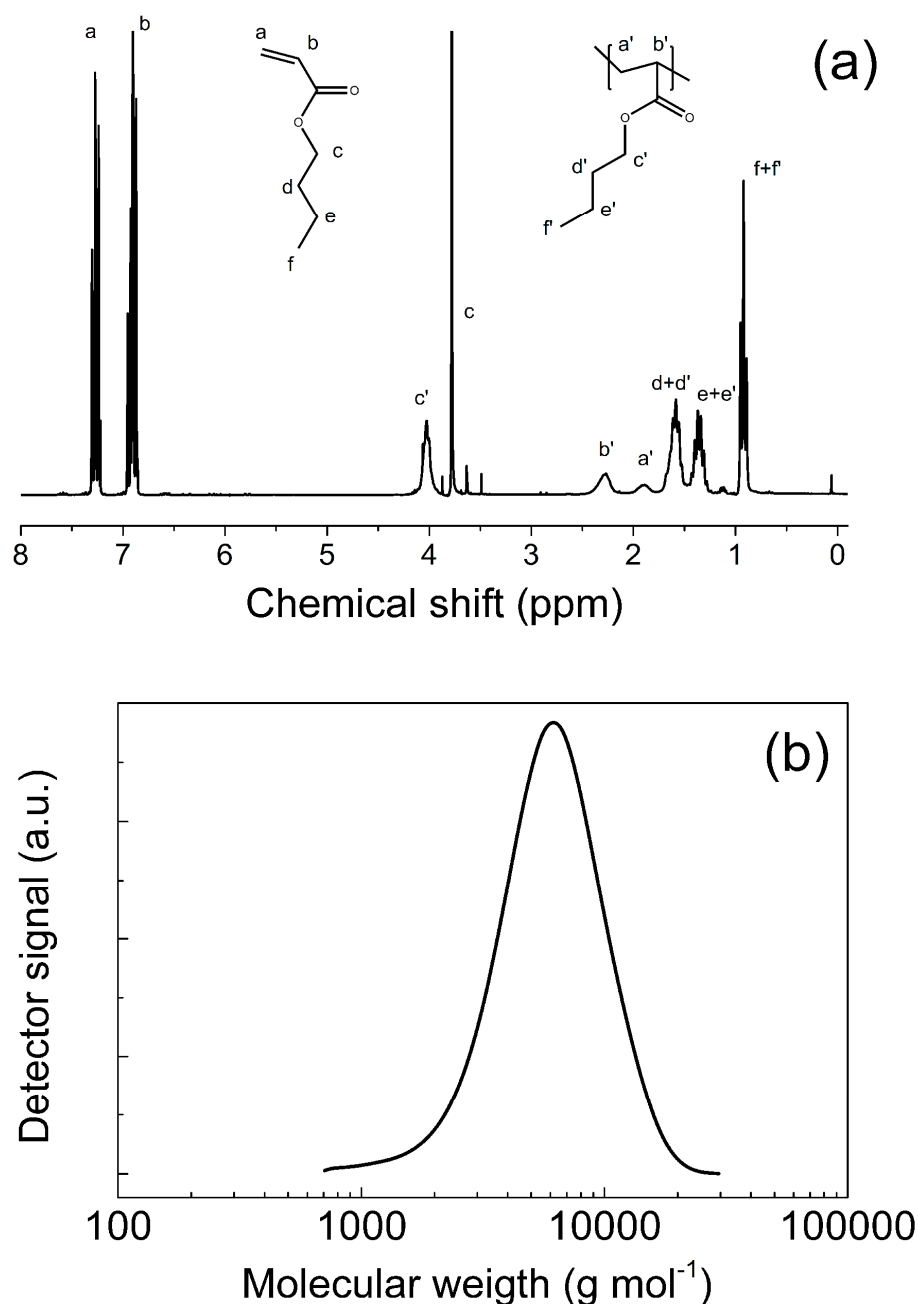 a
b
(a)
a
b
O
O
c
d
e
f
a'
b'
O
O
c'
d'
e'
f'
f+f'
c
c'
d+d'
e+e'
b'
a'
8 7 6 5 4 3 2 1 0
Chemical shift (ppm)
(b)
Detector signal (a.u.)
100 1000 10000 100000
Molecular weigth (g mol⁻¹)